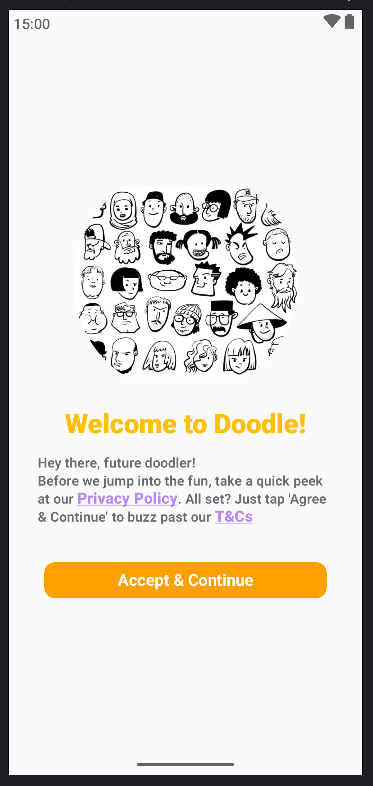 15:00
Welcome to Doodle!
Hey there, future doodler!
Before we jump into the fun, take a quick peek
at our Privacy Policy. All set? Just tap 'Agree
& Continue' to buzz past our T&Cs
Accept & Continue